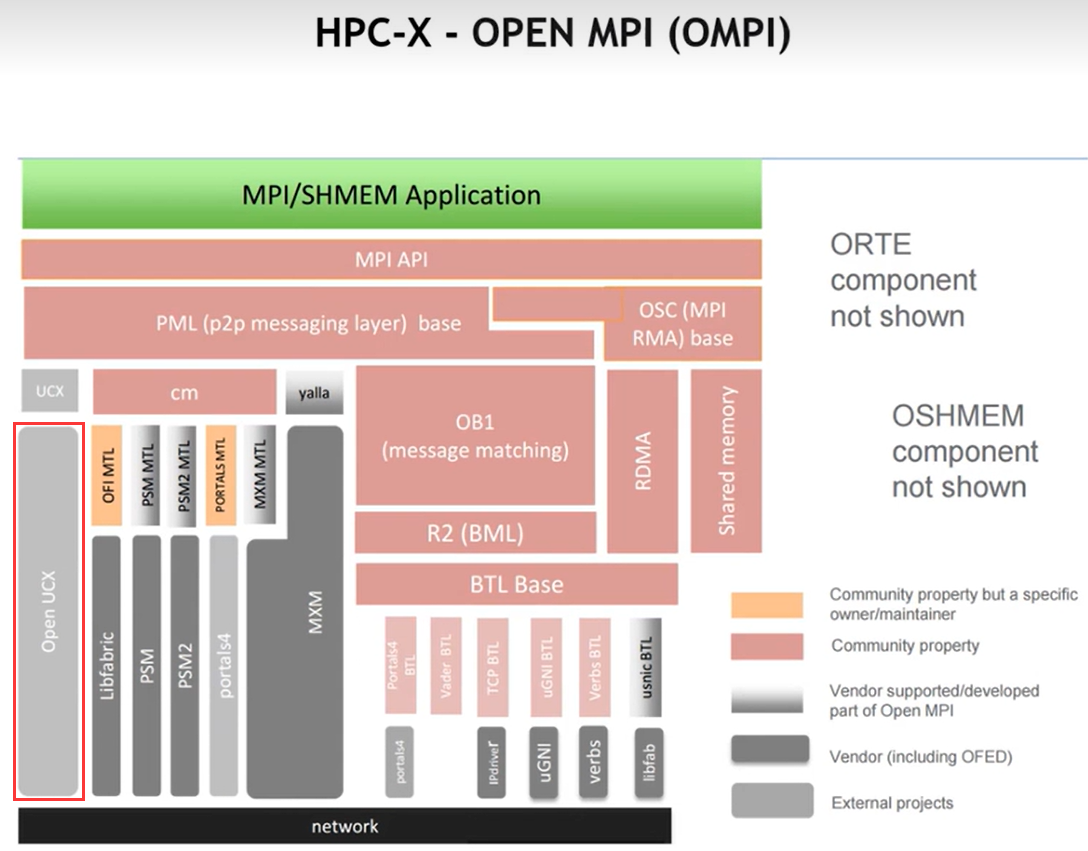 HPC-X - OPEN MPI (OMPI)
MPI/SHMEM Application
MPI API
PML (p2p messaging layer) base
OSC (MPI
RMA) base
ORTE
component
not shown
UCX
cm
yalla
OB1
(message matching)
RDMA
Shared memory
OSHMEM
component
not shown
OFI MTL
PSM MTL
PSM2 MTL
PORTALS MTL
MXM MTL
R2 (BML)
BTL Base
Open UCX
Libfabric
PSM
PSM2
portals4
MXM
Portals4
BTL
Vader BTL
TCP BTL
uGNI BTL
Verbs BTL
usnic BTL
portals4
IPdriver
uGNI
verbs
libfab
network
Community property but a specific
owner/maintainer
Community property
Vendor supported/developed
part of Open MPI
Vendor (including OFED)
External projects